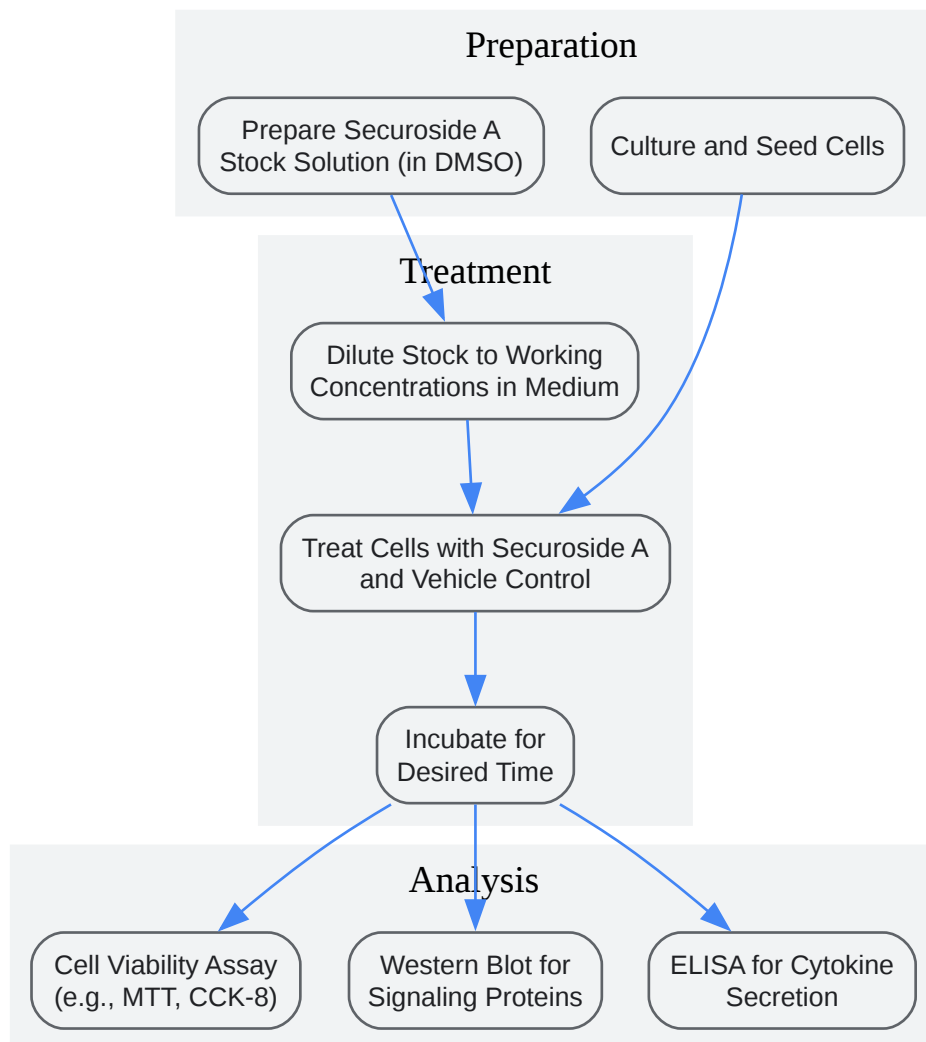 Preparation
Prepare Securoside A
Stock Solution (in DMSO)
Culture and Seed Cells
Treatment
Dilute Stock to Working
Concentrations in Medium
Treat Cells with Securoside A
and Vehicle Control
Incubate for
Desired Time
Analysis
Cell Viability Assay
(e.g., MTT, CCK-8)
Western Blot for
Signaling Proteins
ELISA for Cytokine
Secretion